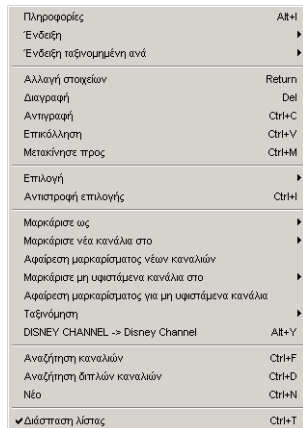 Πληροφορίες Alt+I
Ένδειξη
Ένδειξη ταξινομημένη ανά
Αλλαγή στοιχείων Return
Διαγραφή Del
Αντιγραφή Ctrl+C
Επικόλληση Ctrl+V
Μετακίνησε προς Ctrl+M
Επιλογή
Αντιστροφή επιλογής Ctrl+I
Μαρκάρισε ως
Μαρκάρισε νέα κανάλια στο
Αφαίρεση μαρκαρίσματος νέων καναλιών
Μαρκάρισε μη υφιστάμενα κανάλια στο
Αφαίρεση μαρκαρίσματος για μη υφιστάμενα κανάλια
Ταξινόμηση
DISNEY CHANNEL -> Disney Channel Alt+Y
Αναζήτηση καναλιών Ctrl+F
Αναζήτηση διπλών καναλιών Ctrl+D
Νέο Ctrl+N
✔Διάσπαση λίστας Ctrl+T